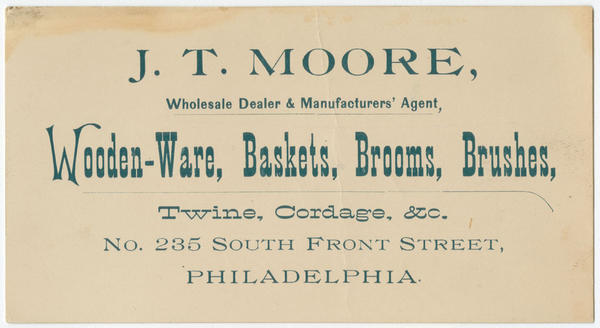 J. T. MOORE,
Wholesale Dealer & Manufacturers' Agent,
Wooden-Ware, Baskets, Brooms, Brushes,
Twine, Cordage, &c.
No. 235 South Front Street,
PHILADELPHIA.